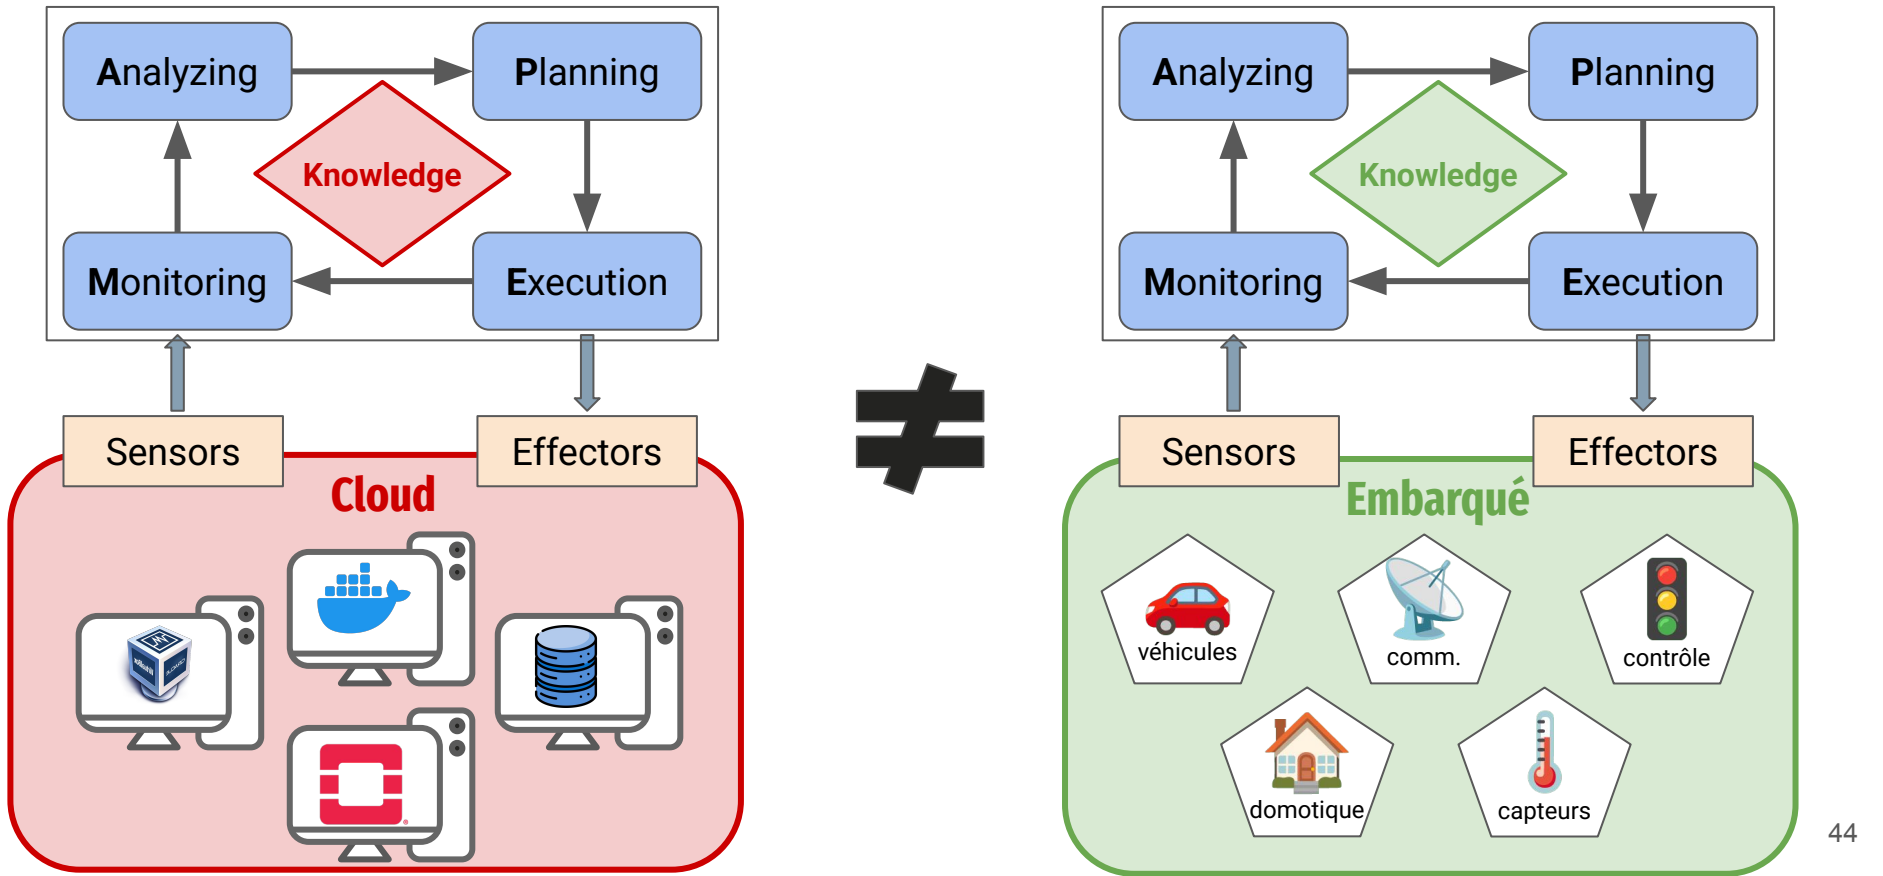 Analyzing
Planning
Knowledge
Monitoring
Execution
Sensors
Effectors
Cloud
Analyzing
Planning
Knowledge
Monitoring
Execution
Sensors
Effectors
Embarqué
véhicules
comm.
contrôle
domotique
capteurs
≠
44